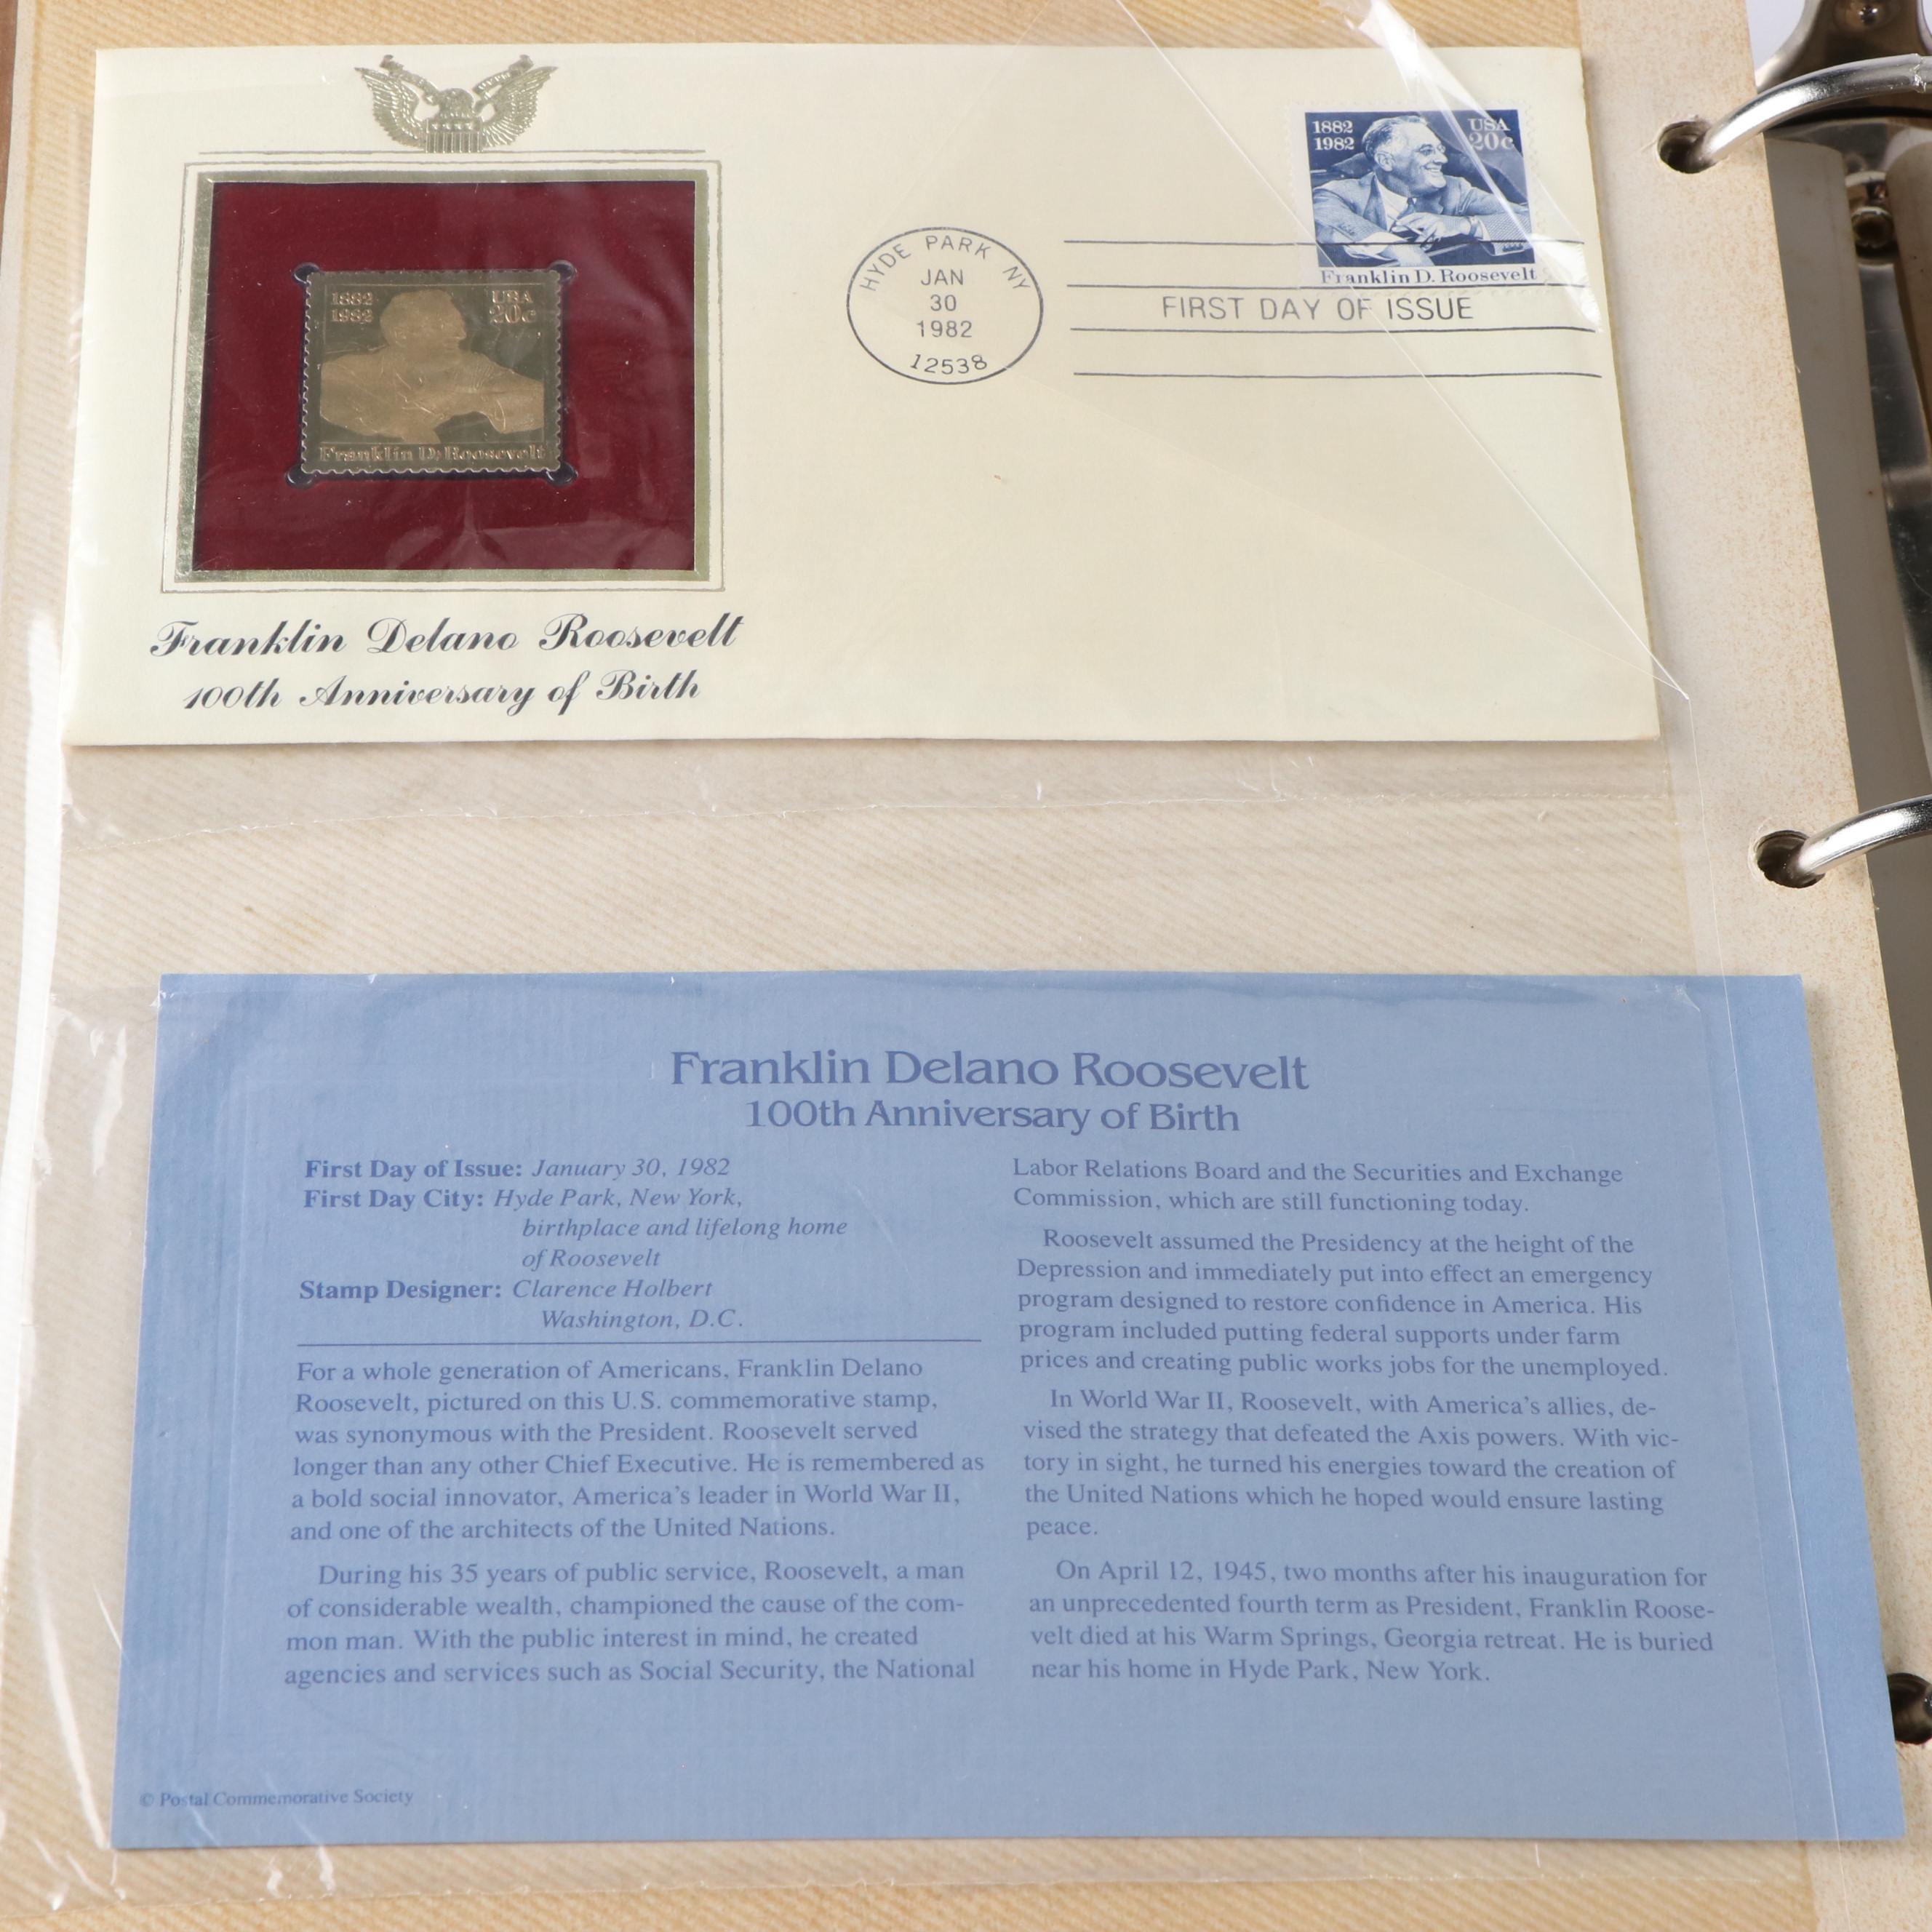 1882
1982
USA
20c
Franklin D. Roosevelt
Franklin Delano Roosevelt
100th Anniversary of Birth
HYDE PARK NY
JAN
30
1982
12538
1882
1982
USA
20c
Franklin D. Roosevelt
FIRST DAY OF ISSUE
Franklin Delano Roosevelt
100th Anniversary of Birth
First Day of Issue: January 30, 1982
First Day City: Hyde Park, New York,
birthplace and lifelong home
of Roosevelt
Stamp Designer: Clarence Holbert
Washington, D.C.
For a whole generation of Americans, Franklin Delano
Roosevelt, pictured on this U.S. commemorative stamp,
was synonymous with the President. Roosevelt served
longer than any other Chief Executive. He is remembered as
a bold social innovator, America's leader in World War II,
and one of the architects of the United Nations.
During his 35 years of public service, Roosevelt, a man
of considerable wealth, championed the cause of the com-
mon man. With the public interest in mind, he created
agencies and services such as Social Security, the National
Labor Relations Board and the Securities and Exchange
Commission, which are still functioning today.
Roosevelt assumed the Presidency at the height of the
Depression and immediately put into effect an emergency
program designed to restore confidence in America. His
program included putting federal supports under farm
prices and creating public works jobs for the unemployed.
In World War II, Roosevelt, with America's allies, de-
vised the strategy that defeated the Axis powers. With vic-
tory in sight, he turned his energies toward the creation of
the United Nations which he hoped would ensure lasting
peace.
On April 12, 1945, two months after his inauguration for
an unprecedented fourth term as President, Franklin Roose-
velt died at his Warm Springs, Georgia retreat. He is buried
near his home in Hyde Park, New York.
© Postal Commemorative Society